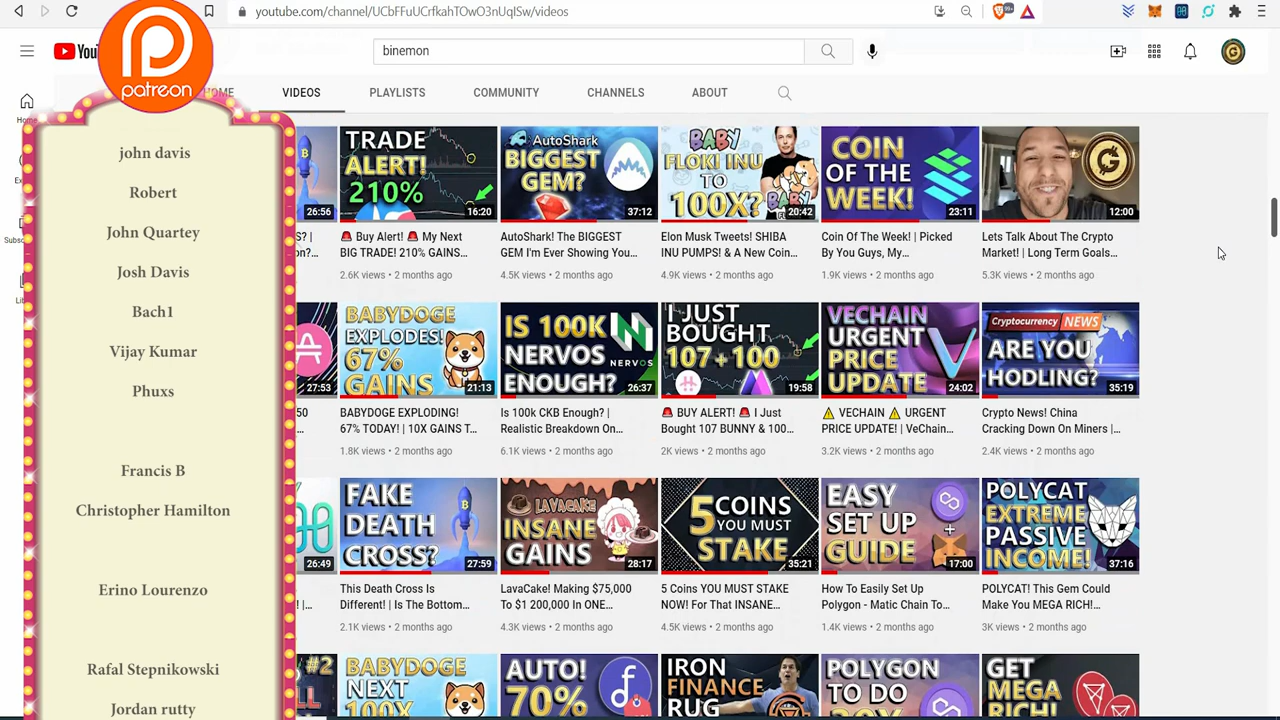 youtube.com/channel/UCbFFuUCrfkahTOwO3nUqISw/videos
99+
You
binemon
patreon
HOME
VIDEOS
PLAYLISTS
COMMUNITY
CHANNELS
ABOUT
john davis
Robert
John Quartey
Josh Davis
Bach1
Vijay Kumar
Phuxs
Francis B
Christopher Hamilton
Erino Lourenzo
Rafal Stepnikowski
Jordan rutty
26:56
TRADE
ALERT!
210%
16:20
🚨 Buy Alert! 🚨 My Next
BIG TRADE! 210% GAINS...
2.6K views • 2 months ago
AutoShark
BIGGEST
GEM?
37:12
AutoShark! The BIGGEST
GEM I'm Ever Showing You...
4.5K views • 2 months ago
BABY
FLOKI INU
TO
100X?
20:42
Elon Musk Tweets! SHIBA
INU PUMPS! & A New Coin...
4.9K views • 2 months ago
COIN
OF THE
WEEK!
23:11
Coin Of The Week! | Picked
By You Guys, My...
1.9K views • 2 months ago
12:00
Lets Talk About The Crypto
Market! | Long Term Goals...
5.3K views • 2 months ago
27:53
BABYDOGE
EXPLODES!
67%
GAINS
21:13
BABYDOGE EXPLODING!
67% TODAY! | 10X GAINS T...
1.8K views • 2 months ago
IS 100K
NERVOS
ENOUGH?
NERVOS
26:37
Is 100k CKB Enough? |
Realistic Breakdown On...
6.1K views • 2 months ago
I JUST
BOUGHT
107+100
19:58
🚨 BUY ALERT! 🚨 I Just
Bought 107 BUNNY & 100...
2K views • 2 months ago
VECHAIN
URGENT
PRICE
UPDATE
24:02
⚠️ VECHAIN ⚠️ URGENT
PRICE UPDATE! | VeChain...
3.2K views • 2 months ago
Cryptocurrency NEWS
ARE YOU
HODLING?
35:19
Crypto News! China
Cracking Down On Miners |...
2.4K views • 2 months ago
26:49
FAKE
DEATH
CROSS?
27:59
This Death Cross Is
Different! | Is The Bottom...
2.1K views • 2 months ago
LAVACAKE
INSANE
GAINS
28:17
LavaCake! Making $75,000
To $1 200,000 In ONE...
4.3K views • 2 months ago
5 COINS
YOU MUST
STAKE
35:21
5 Coins YOU MUST STAKE
NOW! For That INSANE...
4.5K views • 2 months ago
EASY
SET UP
GUIDE
17:00
How To Easily Set Up
Polygon - Matic Chain To...
1.4K views • 2 months ago
POLYCAT
EXTREME
PASSIVE
INCOME!
37:16
POLYCAT! This Gem Could
Make You MEGA RICH!...
3K views • 2 months ago
#2
BABYDOGE
NEXT
100X
AUTO!
70%
IRON
FINANCE
RUG
POLYGON
TO DO
GET
MEGA
RICH!